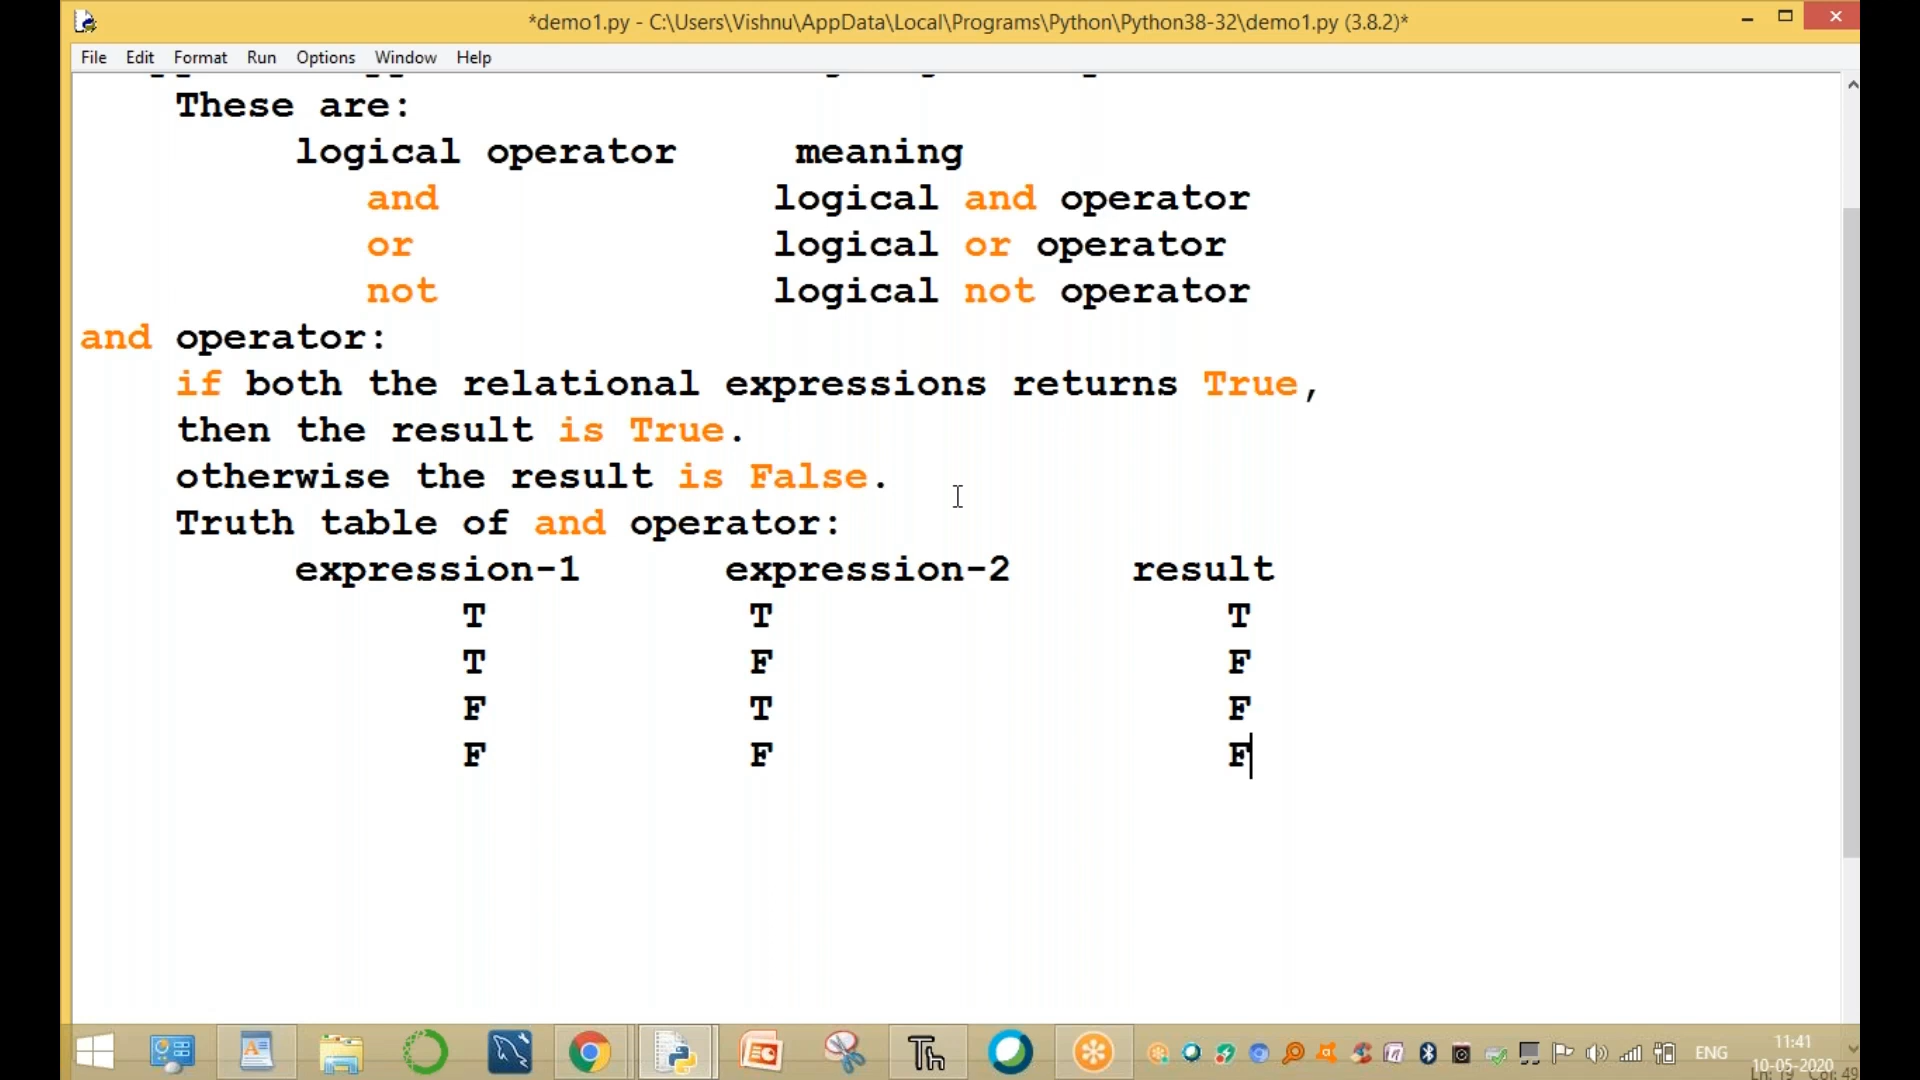 *demo1.py - C:\Users\Vishnu\AppData\Local\Programs\Python\Python38-32\demo1.py (3.8.2)*
File Edit Format Run Options Window Help
These are:
logical operator meaning
and logical and operator
or logical or operator
not logical not operator
and operator:
if both the relational expressions returns True,
then the result is True.
otherwise the result is False.
Truth table of and operator:
expression-1 expression-2 result
T T T
T F F
F T F
F F F
Th ENG 11:41
10-05-2020